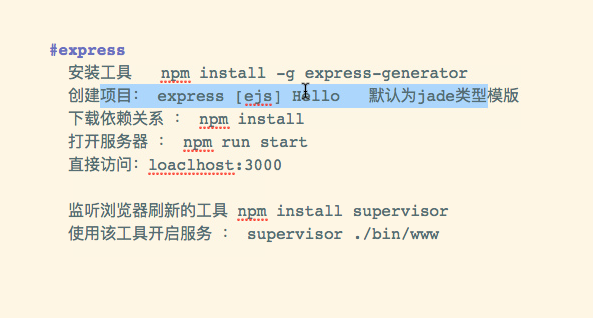 #express
安装工具 npm install -g express-generator
创建项目： express [ejs] Hello 默认为jade类型模版
下载依赖关系 ： npm install
打开服务器 ： npm run start
直接访问：loaclhost:3000
监听浏览器刷新的工具 npm install supervisor
使用该工具开启服务 ： supervisor ./bin/www